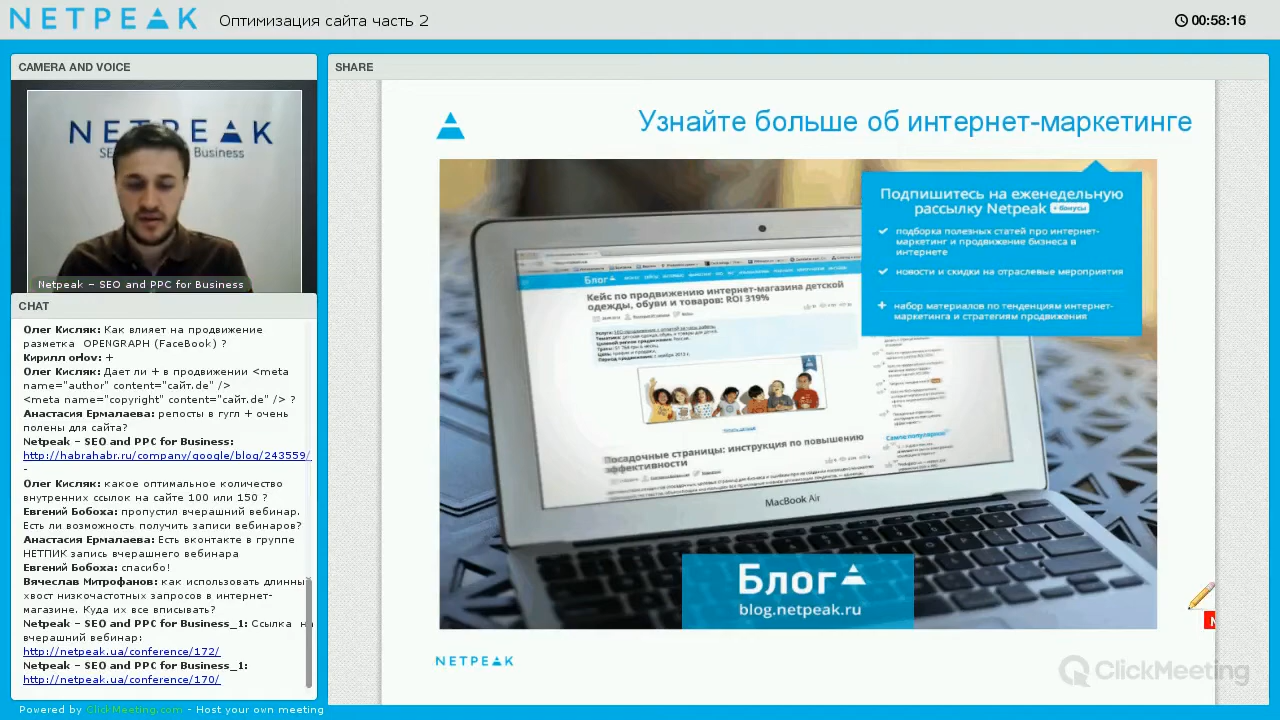 NETPEAK Оптимизация сайта часть 2
00:58:16
CAMERA AND VOICE
NETPEAK
Business
Netpeak – SEO and PPC for Business
CHAT
Олег Кисляк: Как влияет на продвижение
разметка OPENGRAPH (FaceBook) ?
Кирилл orlov: +
Олег Кисляк: Дает ли + в продвижении <meta
name="author" content="calipso.de" />
<meta name="copyright" content="calipso.de" /> ?
Анастасия Ермалаева: репосты в гугл + очень
полены для сайта?
Netpeak – SEO and PPC for Business:
http://habrahabr.ru/company/aori-le/blog/243559/
-
Олег Кисляк: какое оптимальное количество
внутренних ссылок на сайте 100 или 150 ?
Евгений Бобоха: пропустил вчерашний вебинар.
Есть ли возможность получить записи вебинаров?
Анастасия Ермалаева: Есть вконтакте в группе
НЕТПИК запись вчерашнего вебинара
Евгений Бобоха: спасибо!
Вячеслав Митрофанов: как использовать длинный
хвост низкочастотных запросов в интернет-
магазине. Куда их все вписывать?
Netpeak – SEO and PPC for Business_1: Ссылка на
вчерашний вебинар:
http://netpeak.ua/conference/172/
Netpeak – SEO and PPC for Business_1:
http://netpeak.ua/conference/170/
Powered by ClickMeeting.com - Host your own meeting
SHARE
Узнайте больше об интернет-маркетинге
Подпишитесь на еженедельную
рассылку Netpeak + бонусы
подборка полезных статей про интернет-
маркетинг и продвижение бизнеса в
интернете
новости и скидки на отраслевые мероприятия
+ набор материалов по тенденциям интернет-
маркетинга и стратегиям продвижения
Блог
Кейс по продвижению интернет-магазина детской
одежды, обуви и товаров: ROI 319%
Посадочные страницы: инструкция по повышению
эффективности
Самое популярное
MacBook Air
Блог
blog.netpeak.ru
NETPEAK
ClickMeeting